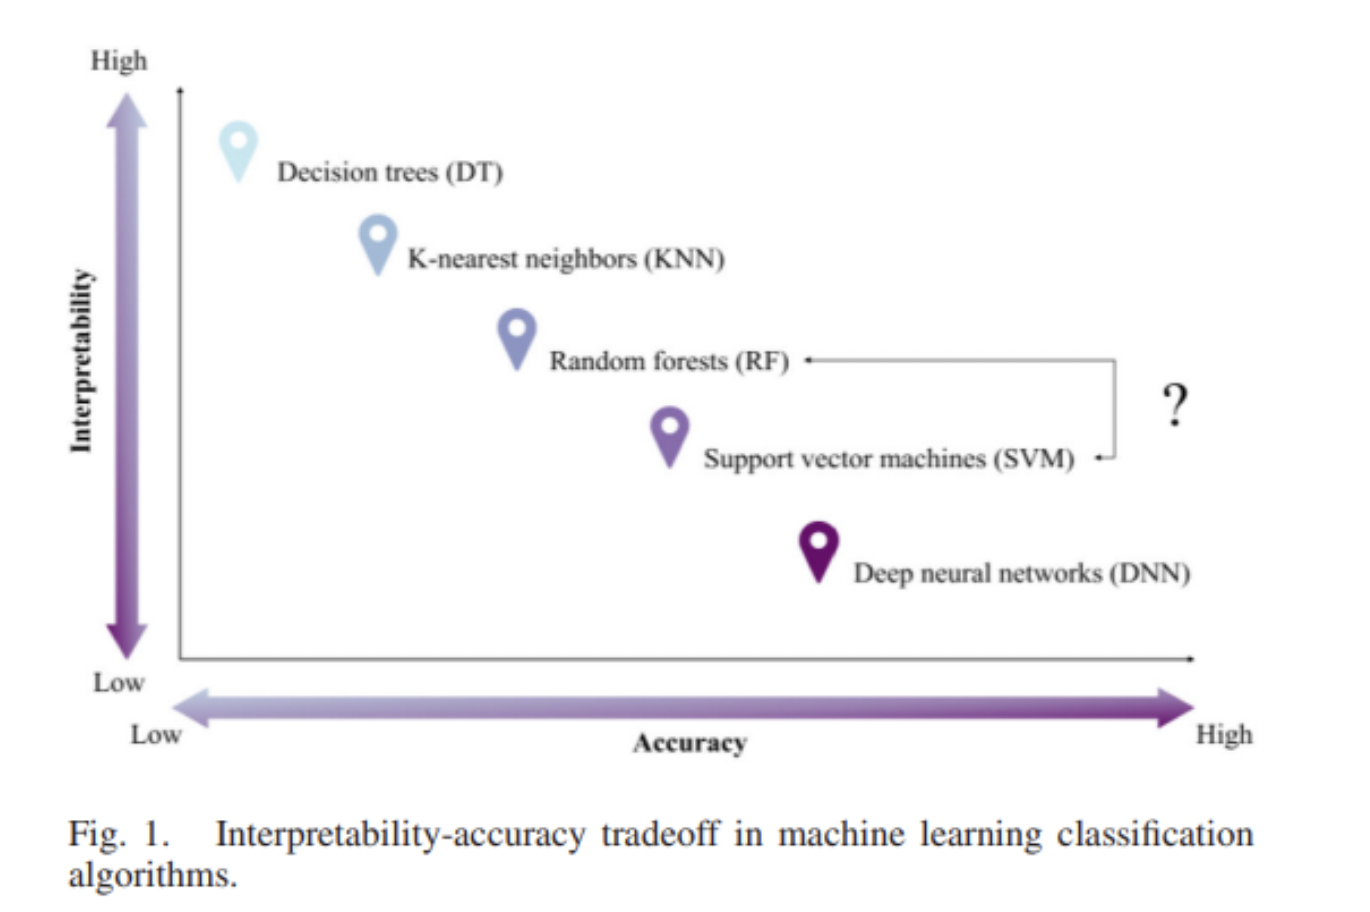 High
Decision trees (DT)
K-nearest neighbors (KNN)
Interpretability
Random forests (RF)
?
Support vector machines (SVM)
Deep neural networks (DNN)
Low
Low
Accuracy
High
Fig. 1. Interpretability-accuracy tradeoff in machine learning classification
algorithms.